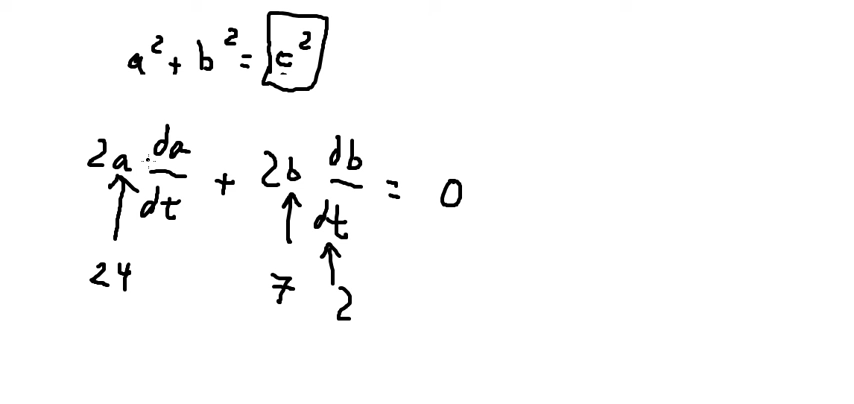 a² + b² = c²
2a da/dt + 2b db/dt = 0
24 7 2